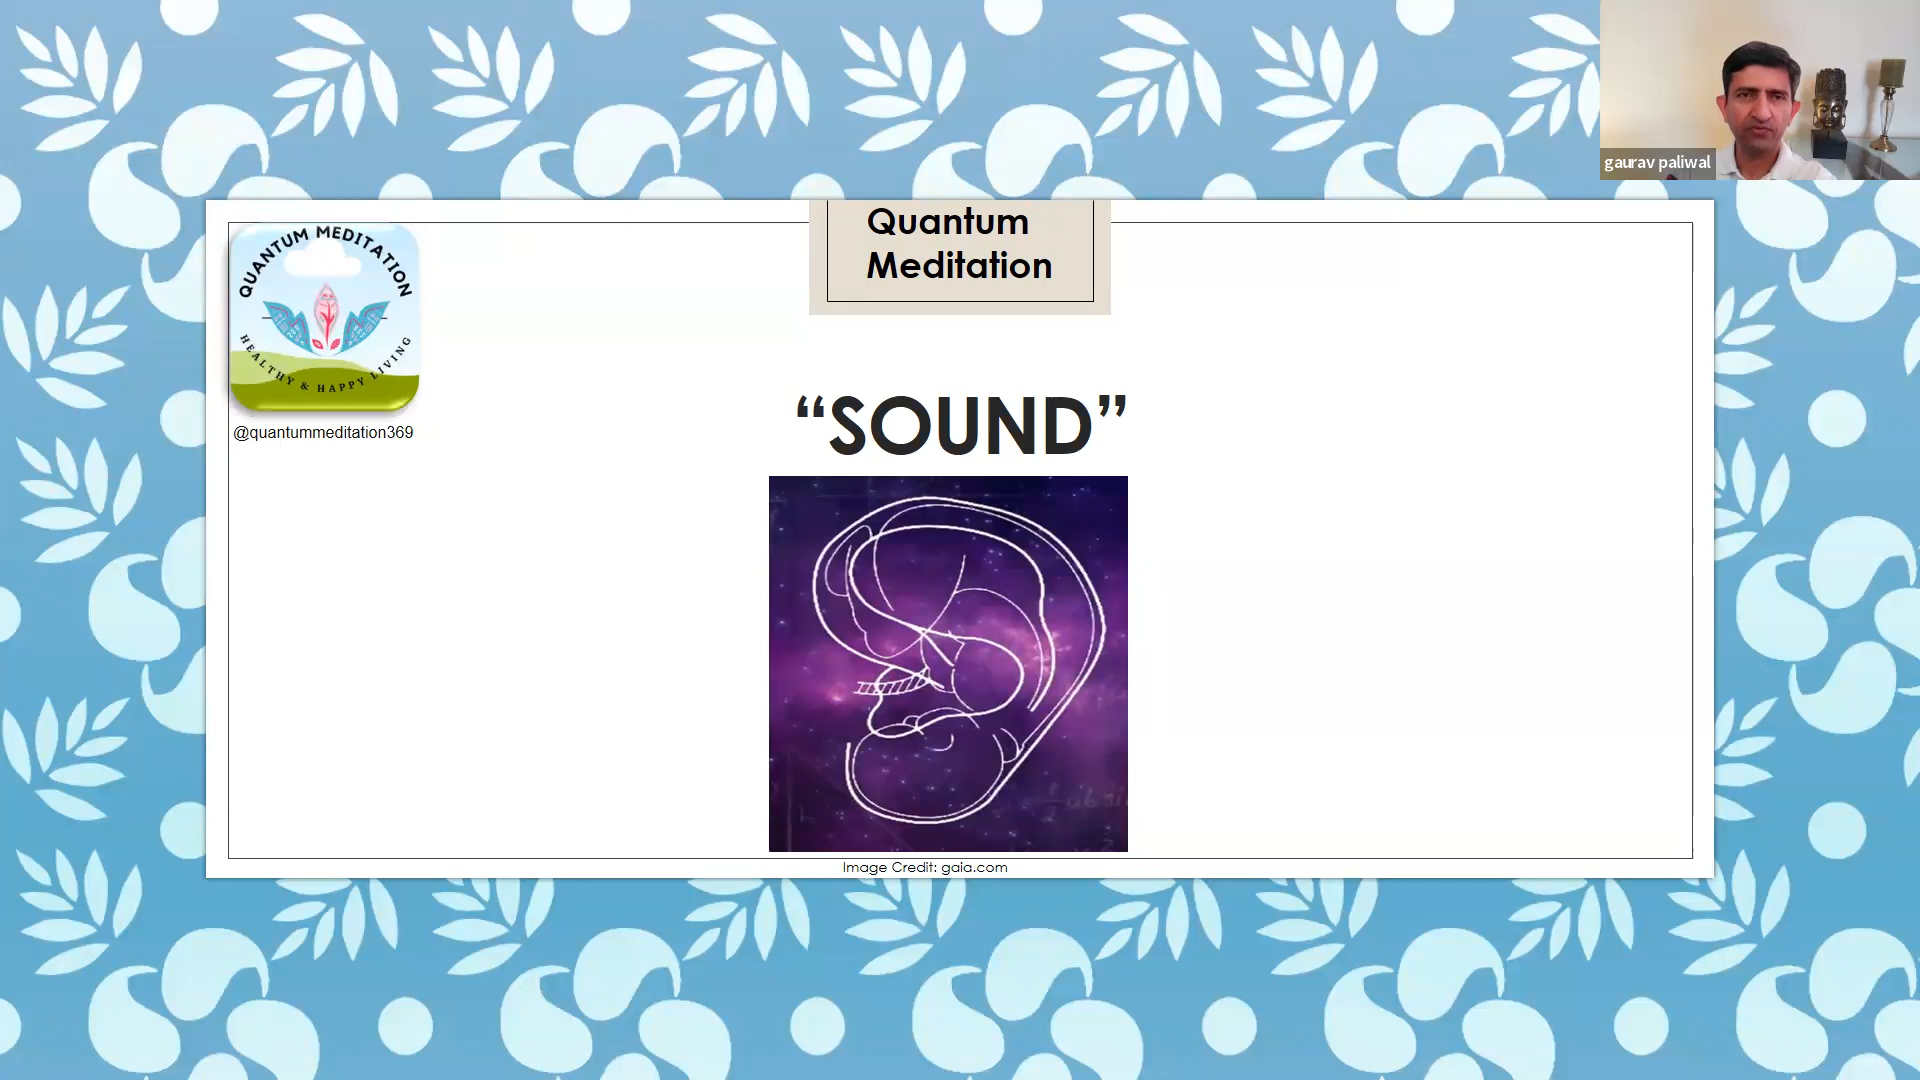 gaurav paliwal
Quantum
Meditation
QUANTUM MEDITATION
HEALTHY & HAPPY LIVING
@quantummeditation369
“SOUND”
Image Credit: gaia.com